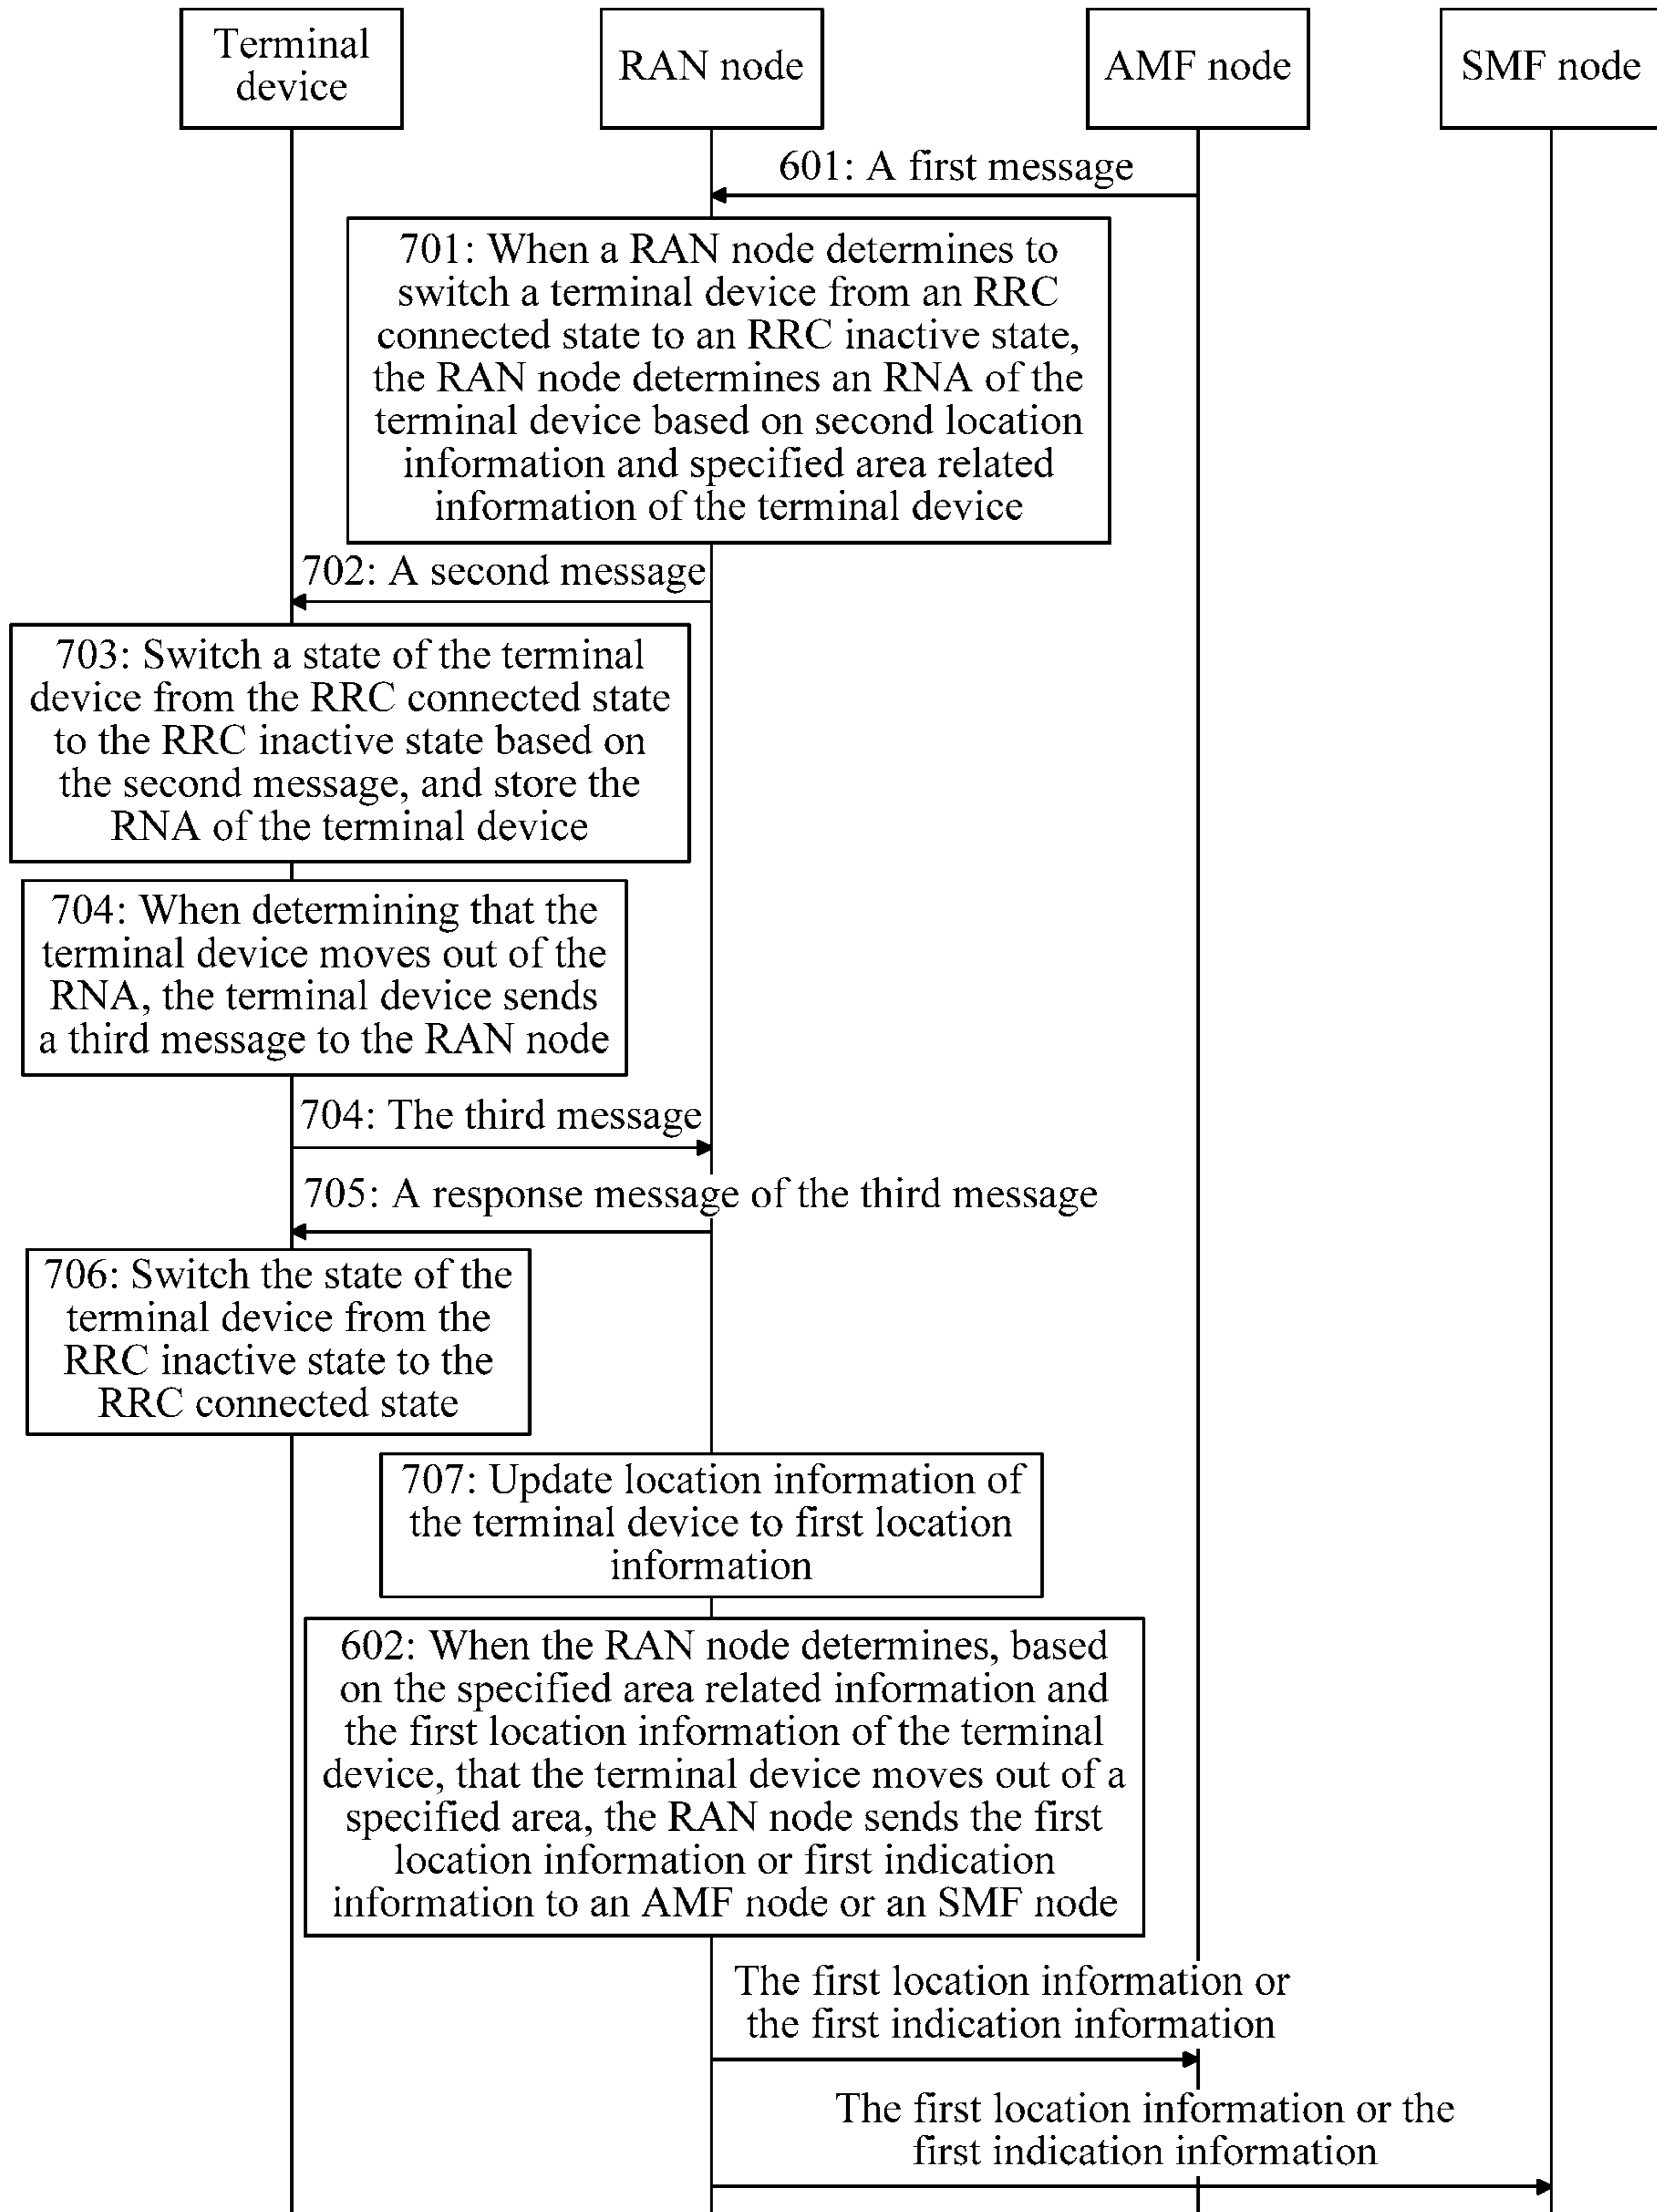 Terminal
device
RAN node
AMF node
SMF node
601: A first message
701: When a RAN node determines to
switch a terminal device from an RRC
connected state to an RRC inactive state,
the RAN node determines an RNA of the
terminal device based on second location
information and specified area related
information of the terminal device
702: A second message
703: Switch a state of the terminal
device from the RRC connected state
to the RRC inactive state based on
the second message, and store the
RNA of the terminal device
704: When determining that the
terminal device moves out of the
RNA, the terminal device sends
a third message to the RAN node
704: The third message
705: A response message of the third message
706: Switch the state of the
terminal device from the
RRC inactive state to the
RRC connected state
707: Update location information of
the terminal device to first location
information
602: When the RAN node determines, based
on the specified area related information and
the first location information of the terminal
device, that the terminal device moves out of a
specified area, the RAN node sends the first
location information or first indication
information to an AMF node or an SMF node
The first location information or
the first indication information
The first location information or the
first indication information